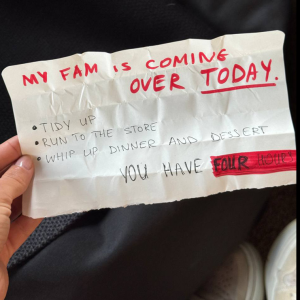 MY FAM IS COMING
OVER TODAY.
• TIDY UP
• RUN TO THE STORE
• WHIP UP DINNER AND DESSERT
YOU HAVE FOUR